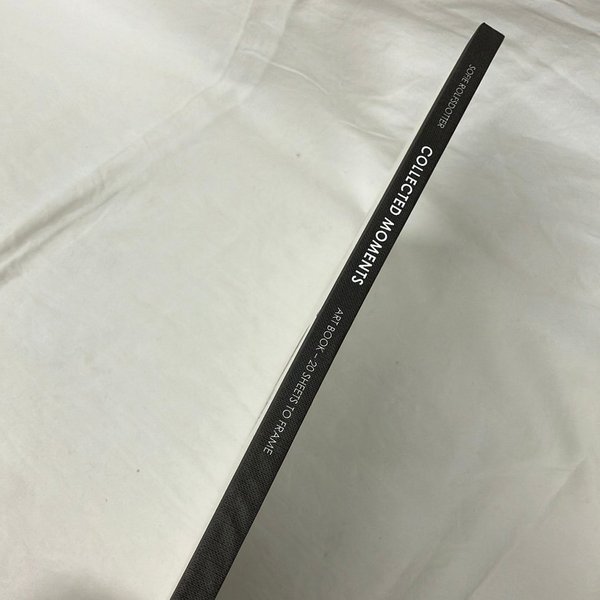 SOFIE ROLFSDOTTER
COLLECTED MOMENTS
ART BOOK – 20 SHEETS TO FRAME